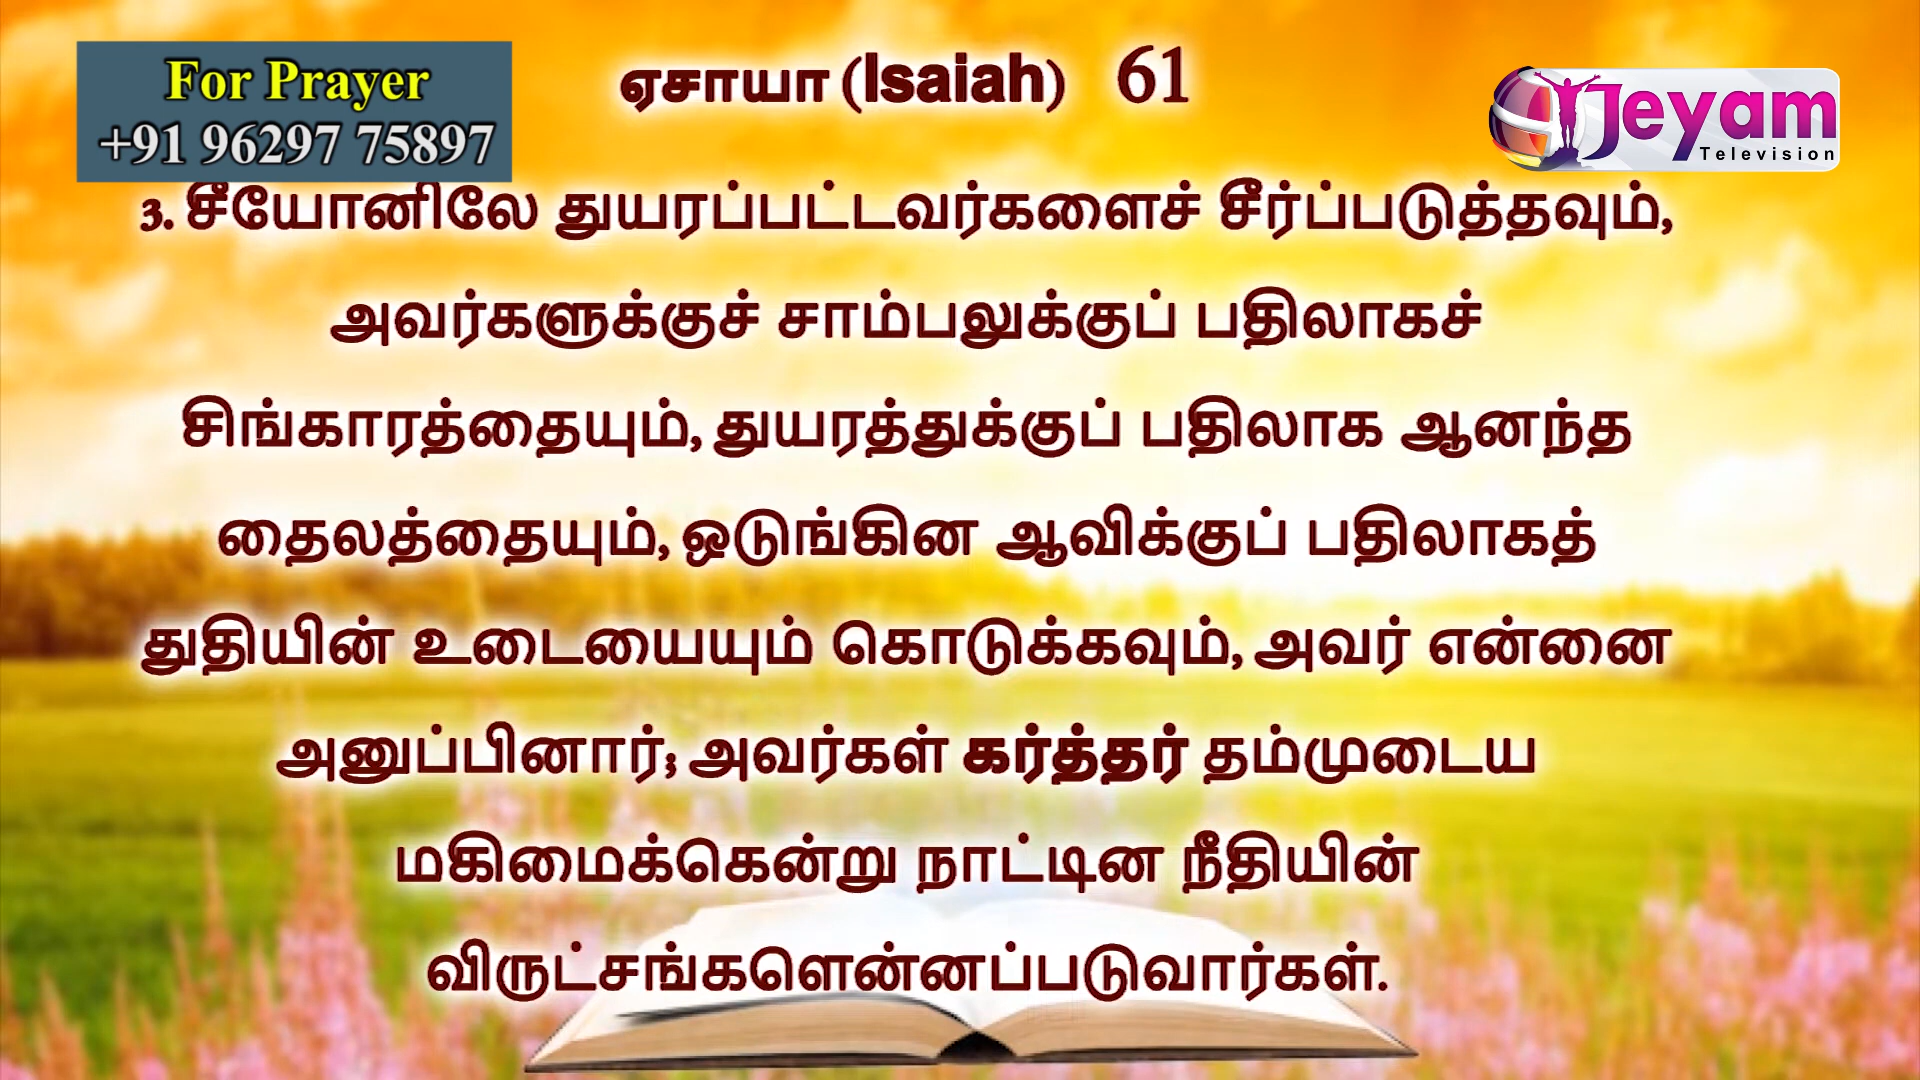 For Prayer
+91 96297 75897
ஏசாயா (Isaiah) 61
Jeyam
Television
3. சீயோனிலே துயரப்பட்டவர்களைச் சீர்ப்படுத்தவும்,
அவர்களுக்குச் சாம்பலுக்குப் பதிலாகச்
சிங்காரத்தையும், துயரத்துக்குப் பதிலாக ஆனந்த
தைலத்தையும், ஒடுங்கின ஆவிக்குப் பதிலாகத்
துதியின் உடையையும் கொடுக்கவும், அவர் என்னை
அனுப்பினார்; அவர்கள் கர்த்தர் தம்முடைய
மகிமைக்கென்று நாட்டின நீதியின்
விருட்சங்களென்னப்படுவார்கள்.